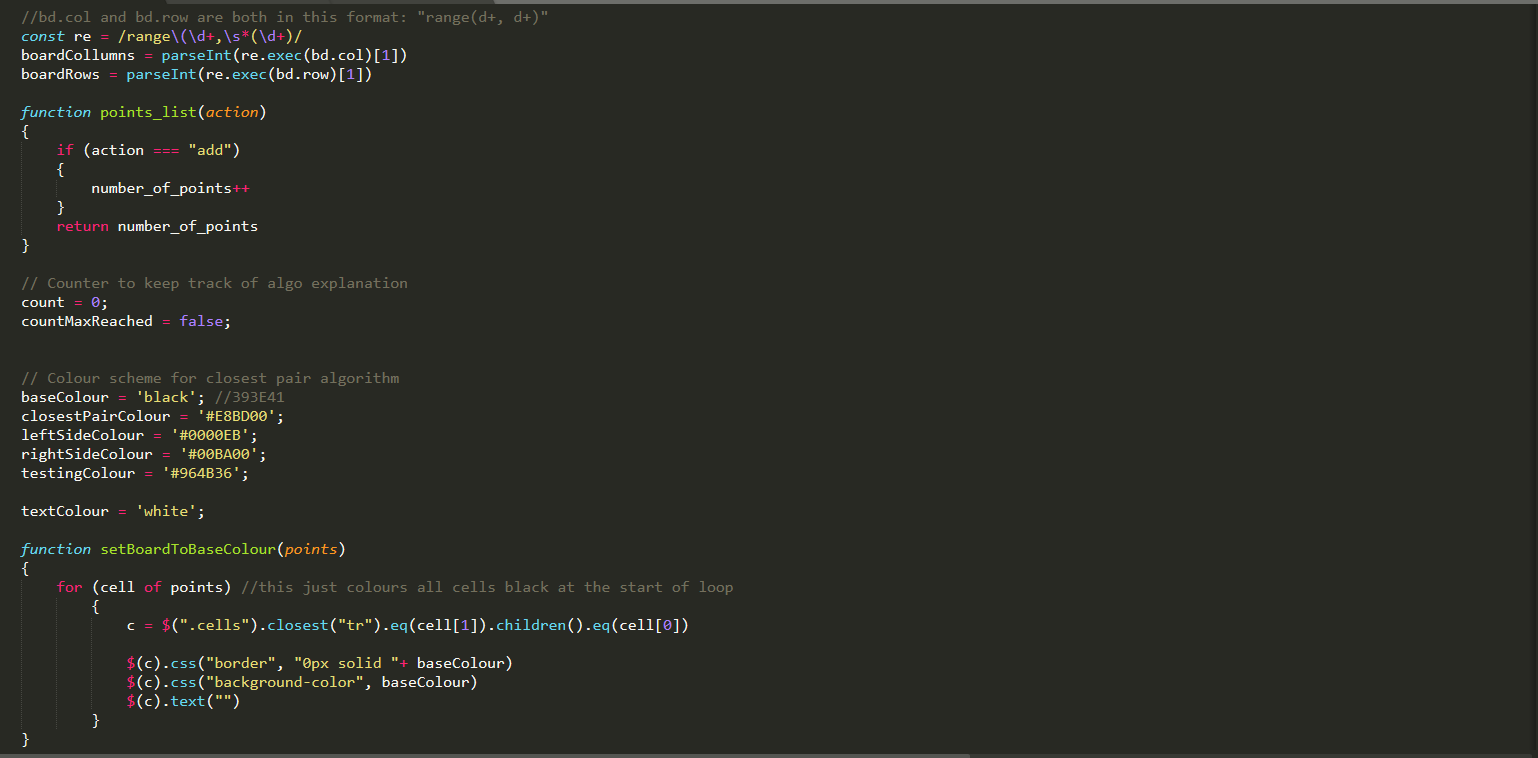 //bd.col and bd.row are both in this format: "range(d+, d+)"
const re = /range\(\d+,\s*(\d+)/
boardCollumns = parseInt(re.exec(bd.col)[1])
boardRows = parseInt(re.exec(bd.row)[1])
function points_list(action)
{
if (action === "add")
{
number_of_points++
}
return number_of_points
}
// Counter to keep track of algo explanation
count = 0;
countMaxReached = false;
// Colour scheme for closest pair algorithm
baseColour = 'black'; //393E41
closestPairColour = '#E8BD00';
leftSideColour = '#0000EB';
rightSideColour = '#00BA00';
testingColour = '#964B36';
textColour = 'white';
function setBoardToBaseColour(points)
{
for (cell of points) //this just colours all cells black at the start of loop
{
c = $(".cells").closest("tr").eq(cell[1]).children().eq(cell[0])
$(c).css("border", "0px solid "+ baseColour)
$(c).css("background-color", baseColour)
$(c).text("")
}
}